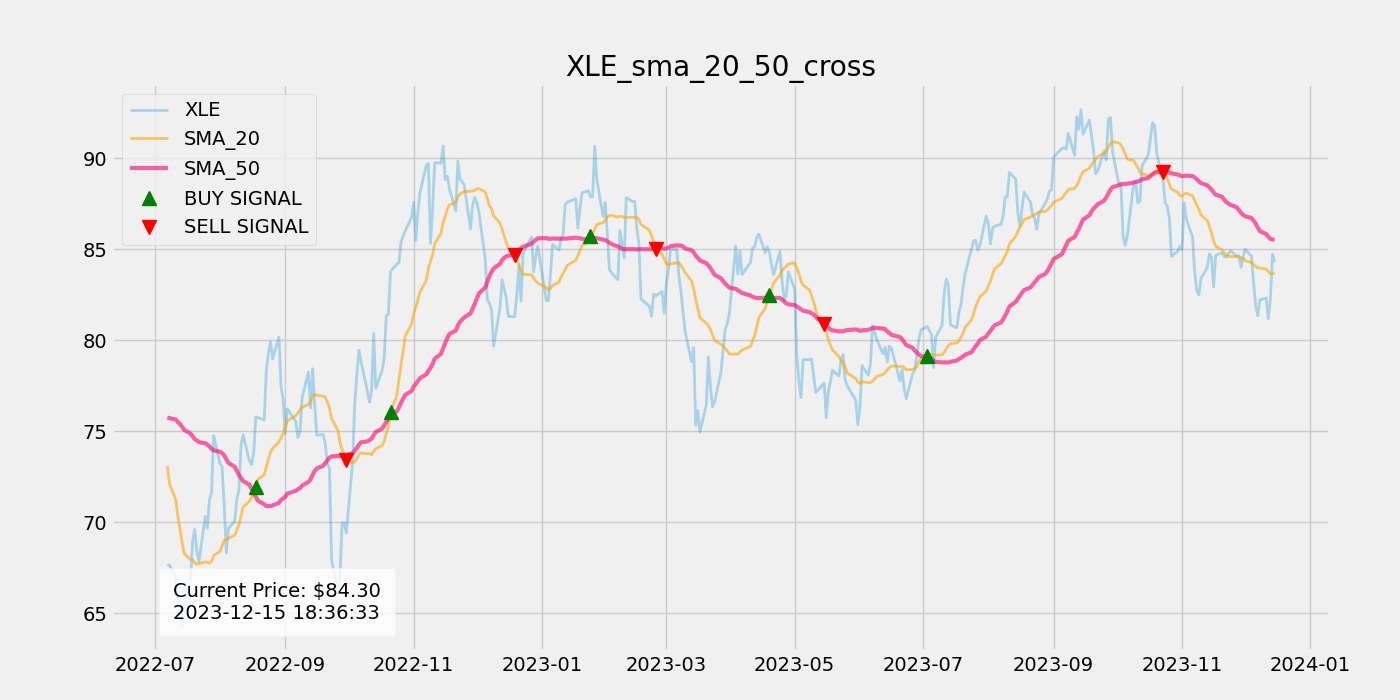 XLE_sma_20_50_cross
XLE
SMA_20
SMA_50
BUY SIGNAL
SELL SIGNAL
90
85
80
75
70
65
Current Price: $84.30
2023-12-15 18:36:33
2022-07 2022-09 2022-11 2023-01 2023-03 2023-05 2023-07 2023-09 2023-11 2024-01